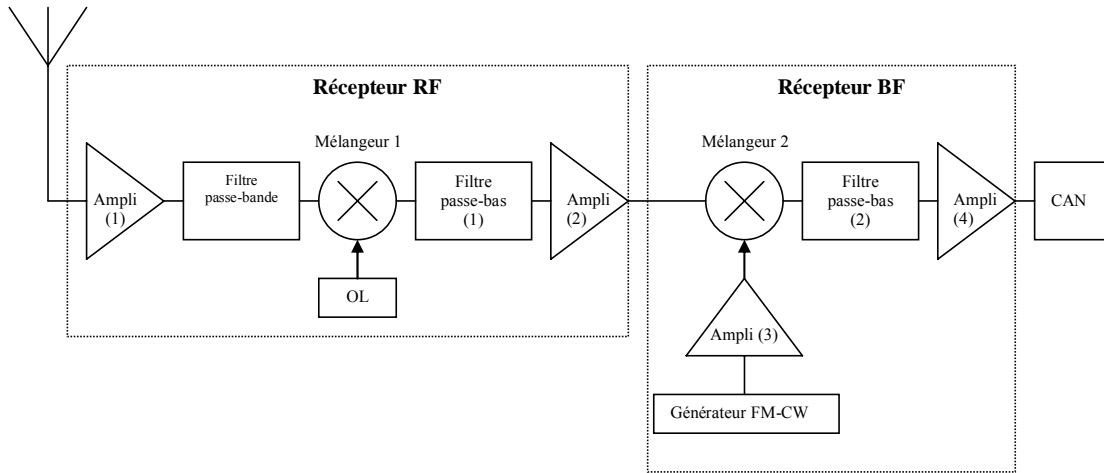 Récepteur RF
Récepteur BF
Mélangeur 1
Mélangeur 2
Ampli
(1)
Filtre
passe-bande
Filtre
passe-bas
(1)
Ampli
(2)
Filtre
passe-bas
(2)
Ampli
(4)
CAN
OL
Ampli (3)
Générateur FM-CW